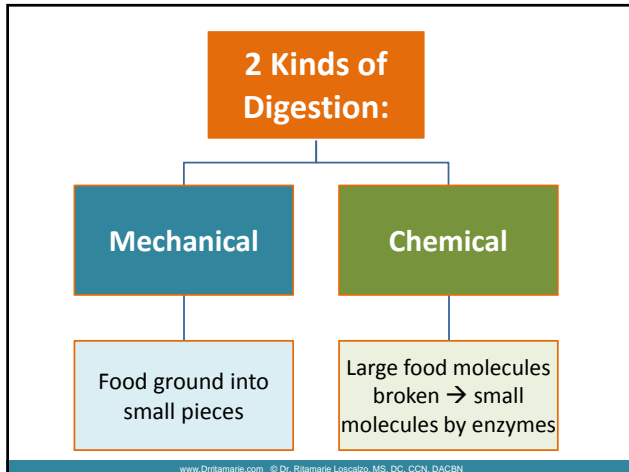 2 Kinds of
Digestion:
Mechanical
Chemical
Food ground into
small pieces
Large food molecules
broken → small
molecules by enzymes
www.Drritamarie.com © Dr. Ritamarie Loscalzo, MS, DC, CCN, DACBN